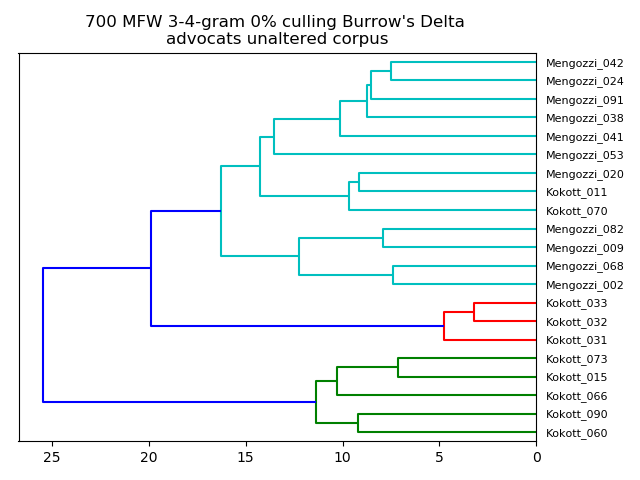 700 MFW 3-4-gram 0% culling Burrow's Delta
advocats unaltered corpus
Mengozzi_042
Mengozzi_024
Mengozzi_091
Mengozzi_038
Mengozzi_041
Mengozzi_053
Mengozzi_020
Kokott_011
Kokott_070
Mengozzi_082
Mengozzi_009
Mengozzi_068
Mengozzi_002
Kokott_033
Kokott_032
Kokott_031
Kokott_073
Kokott_015
Kokott_066
Kokott_090
Kokott_060
25 20 15 10 5 0